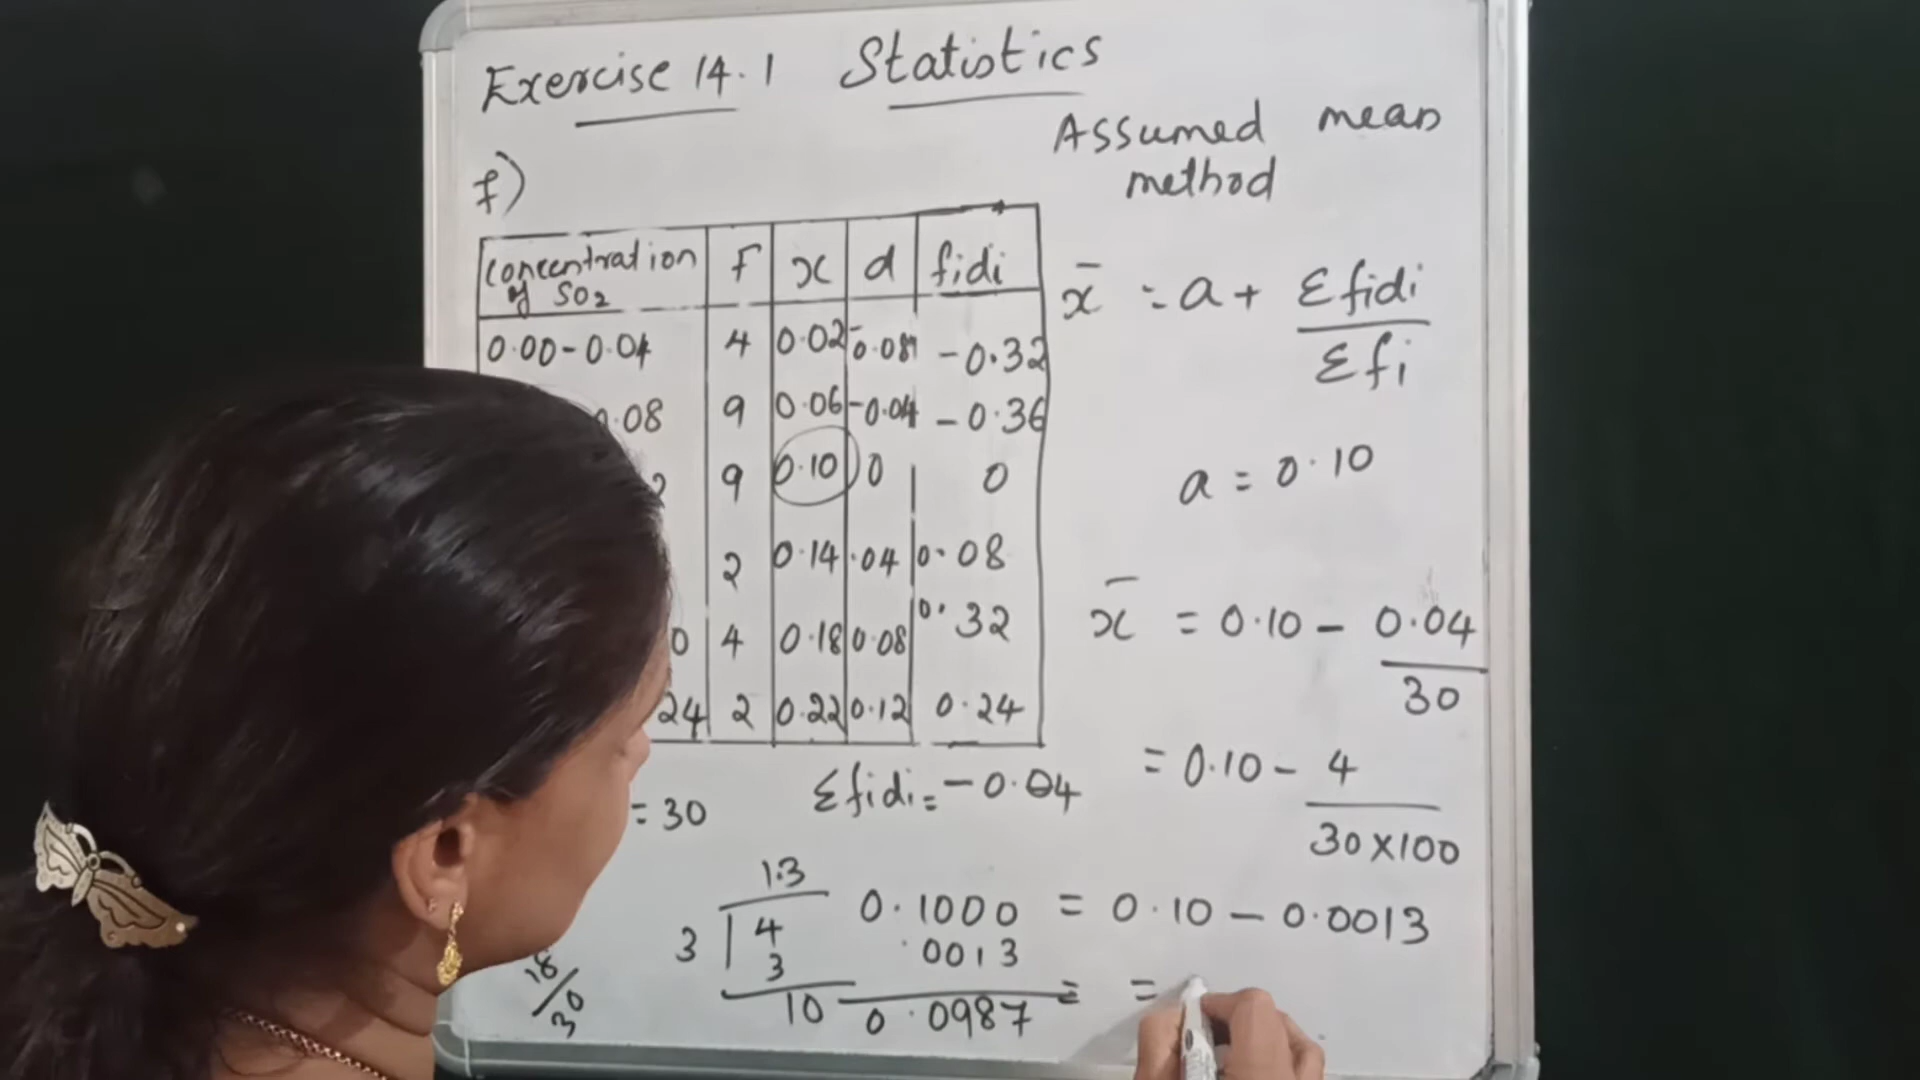 Exercise 14.1 Statistics
Assumed mean
method
f)
Concentration of SO2 F x d fidi
0.00-0.04 4 0.02 -0.08 -0.32
.08 9 0.06 -0.04 -0.36
2 9 0.10 0 0
2 0.14 .04 0.08
0 4 0.18 0.08 0.32
24 2 0.22 0.12 0.24
= 30 Σfidi = -0.04
x̄ = a + Σfidi
Σfi
a = 0.10
x̄ = 0.10 - 0.04
30
= 0.10 - 4
30×100
= 0.10 - 0.0013
=
1.3
3 4
3
10
0.1000
.0013
0.0987 =
18
30